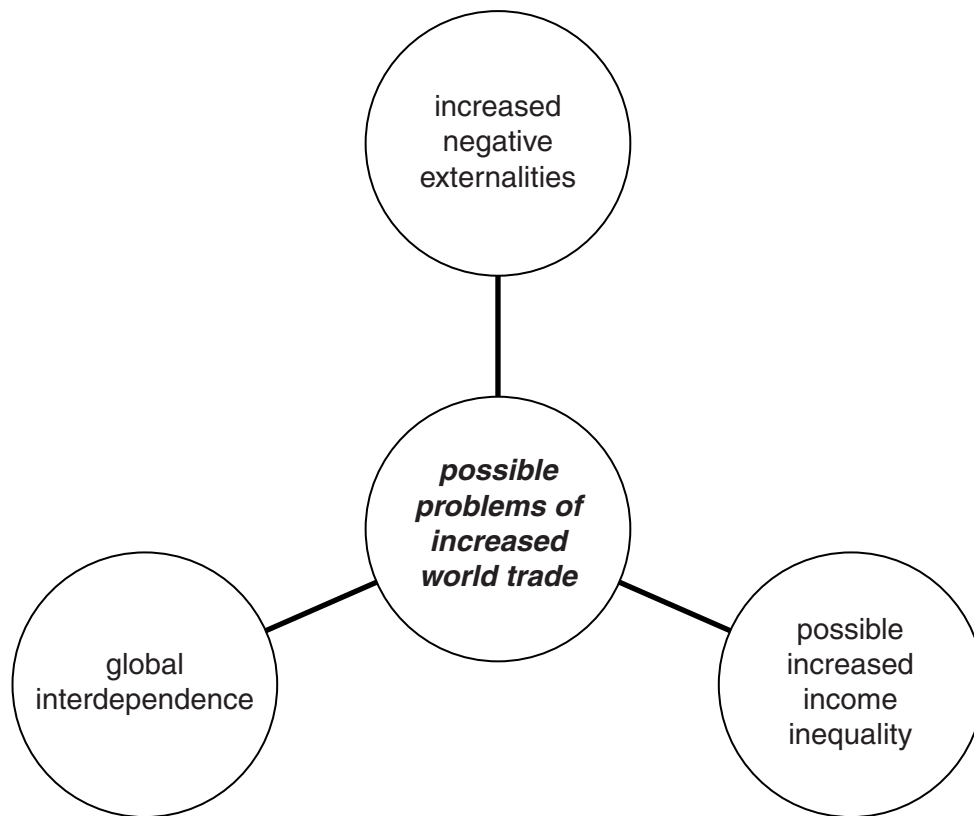 increased
negative
externalities
possible
problems of
increased
world trade
global
interdependence
possible
increased
income
inequality